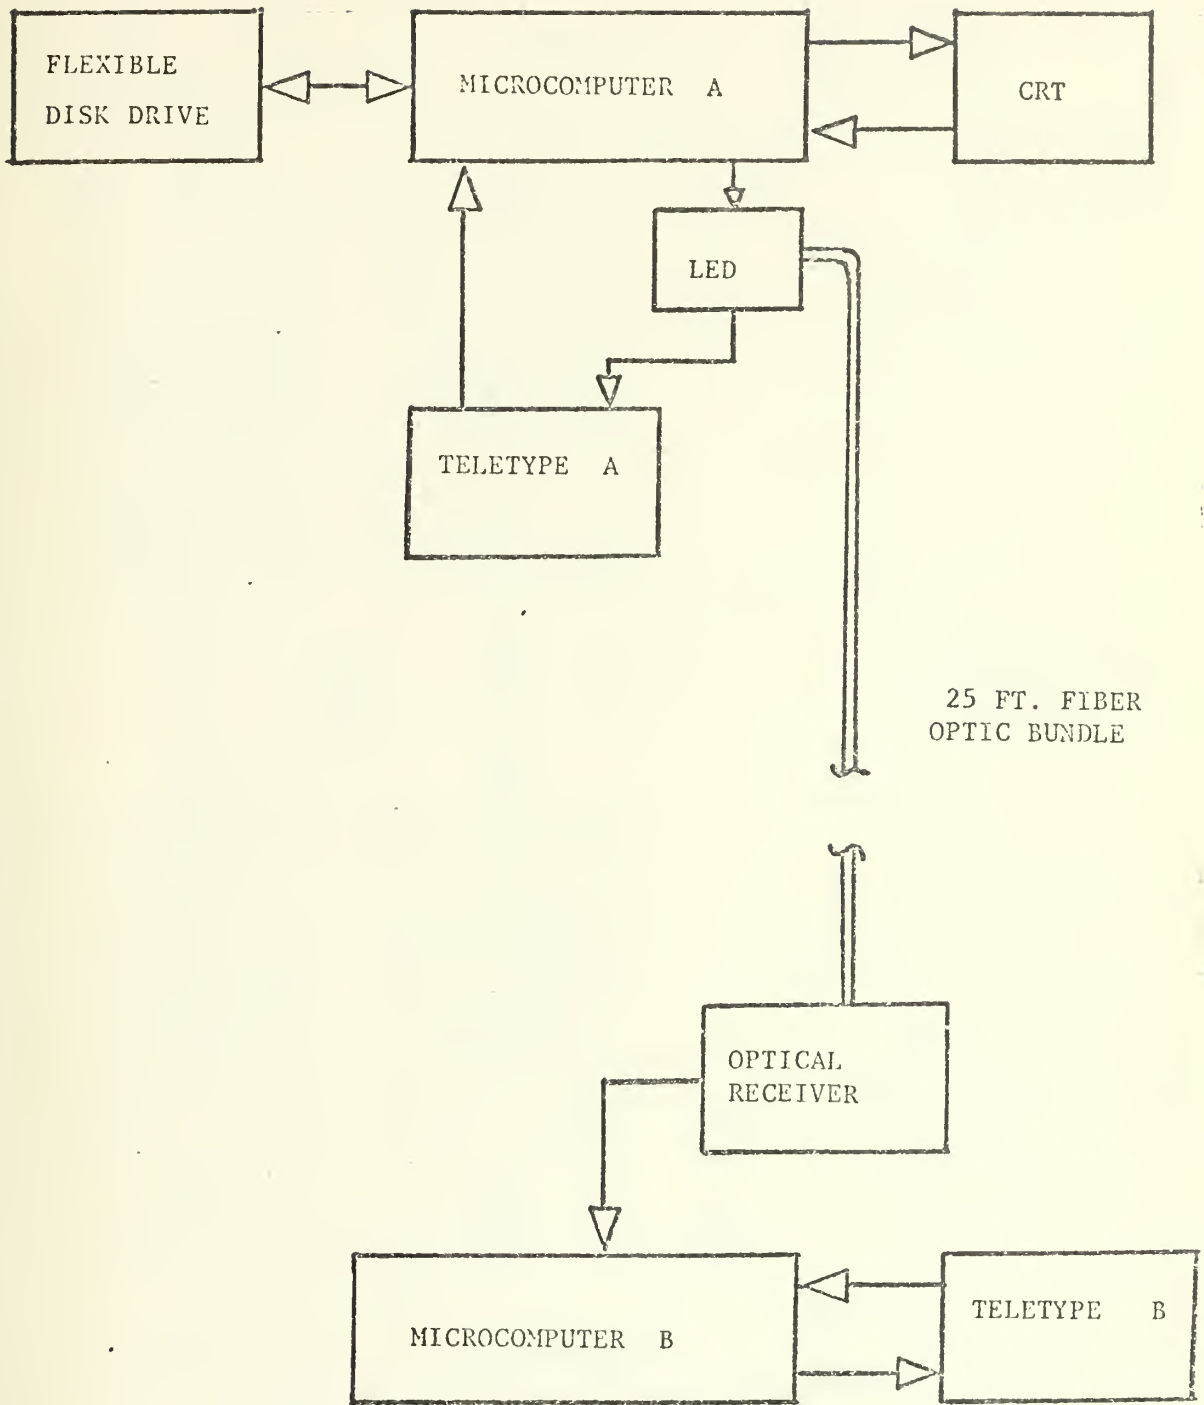 FLEXIBLE
DISK DRIVE
MICROCOMPUTER A
CRT
LED
TELETYPE A
25 FT. FIBER
OPTIC BUNDLE
OPTICAL
RECEIVER
MICROCOMPUTER B
TELETYPE B